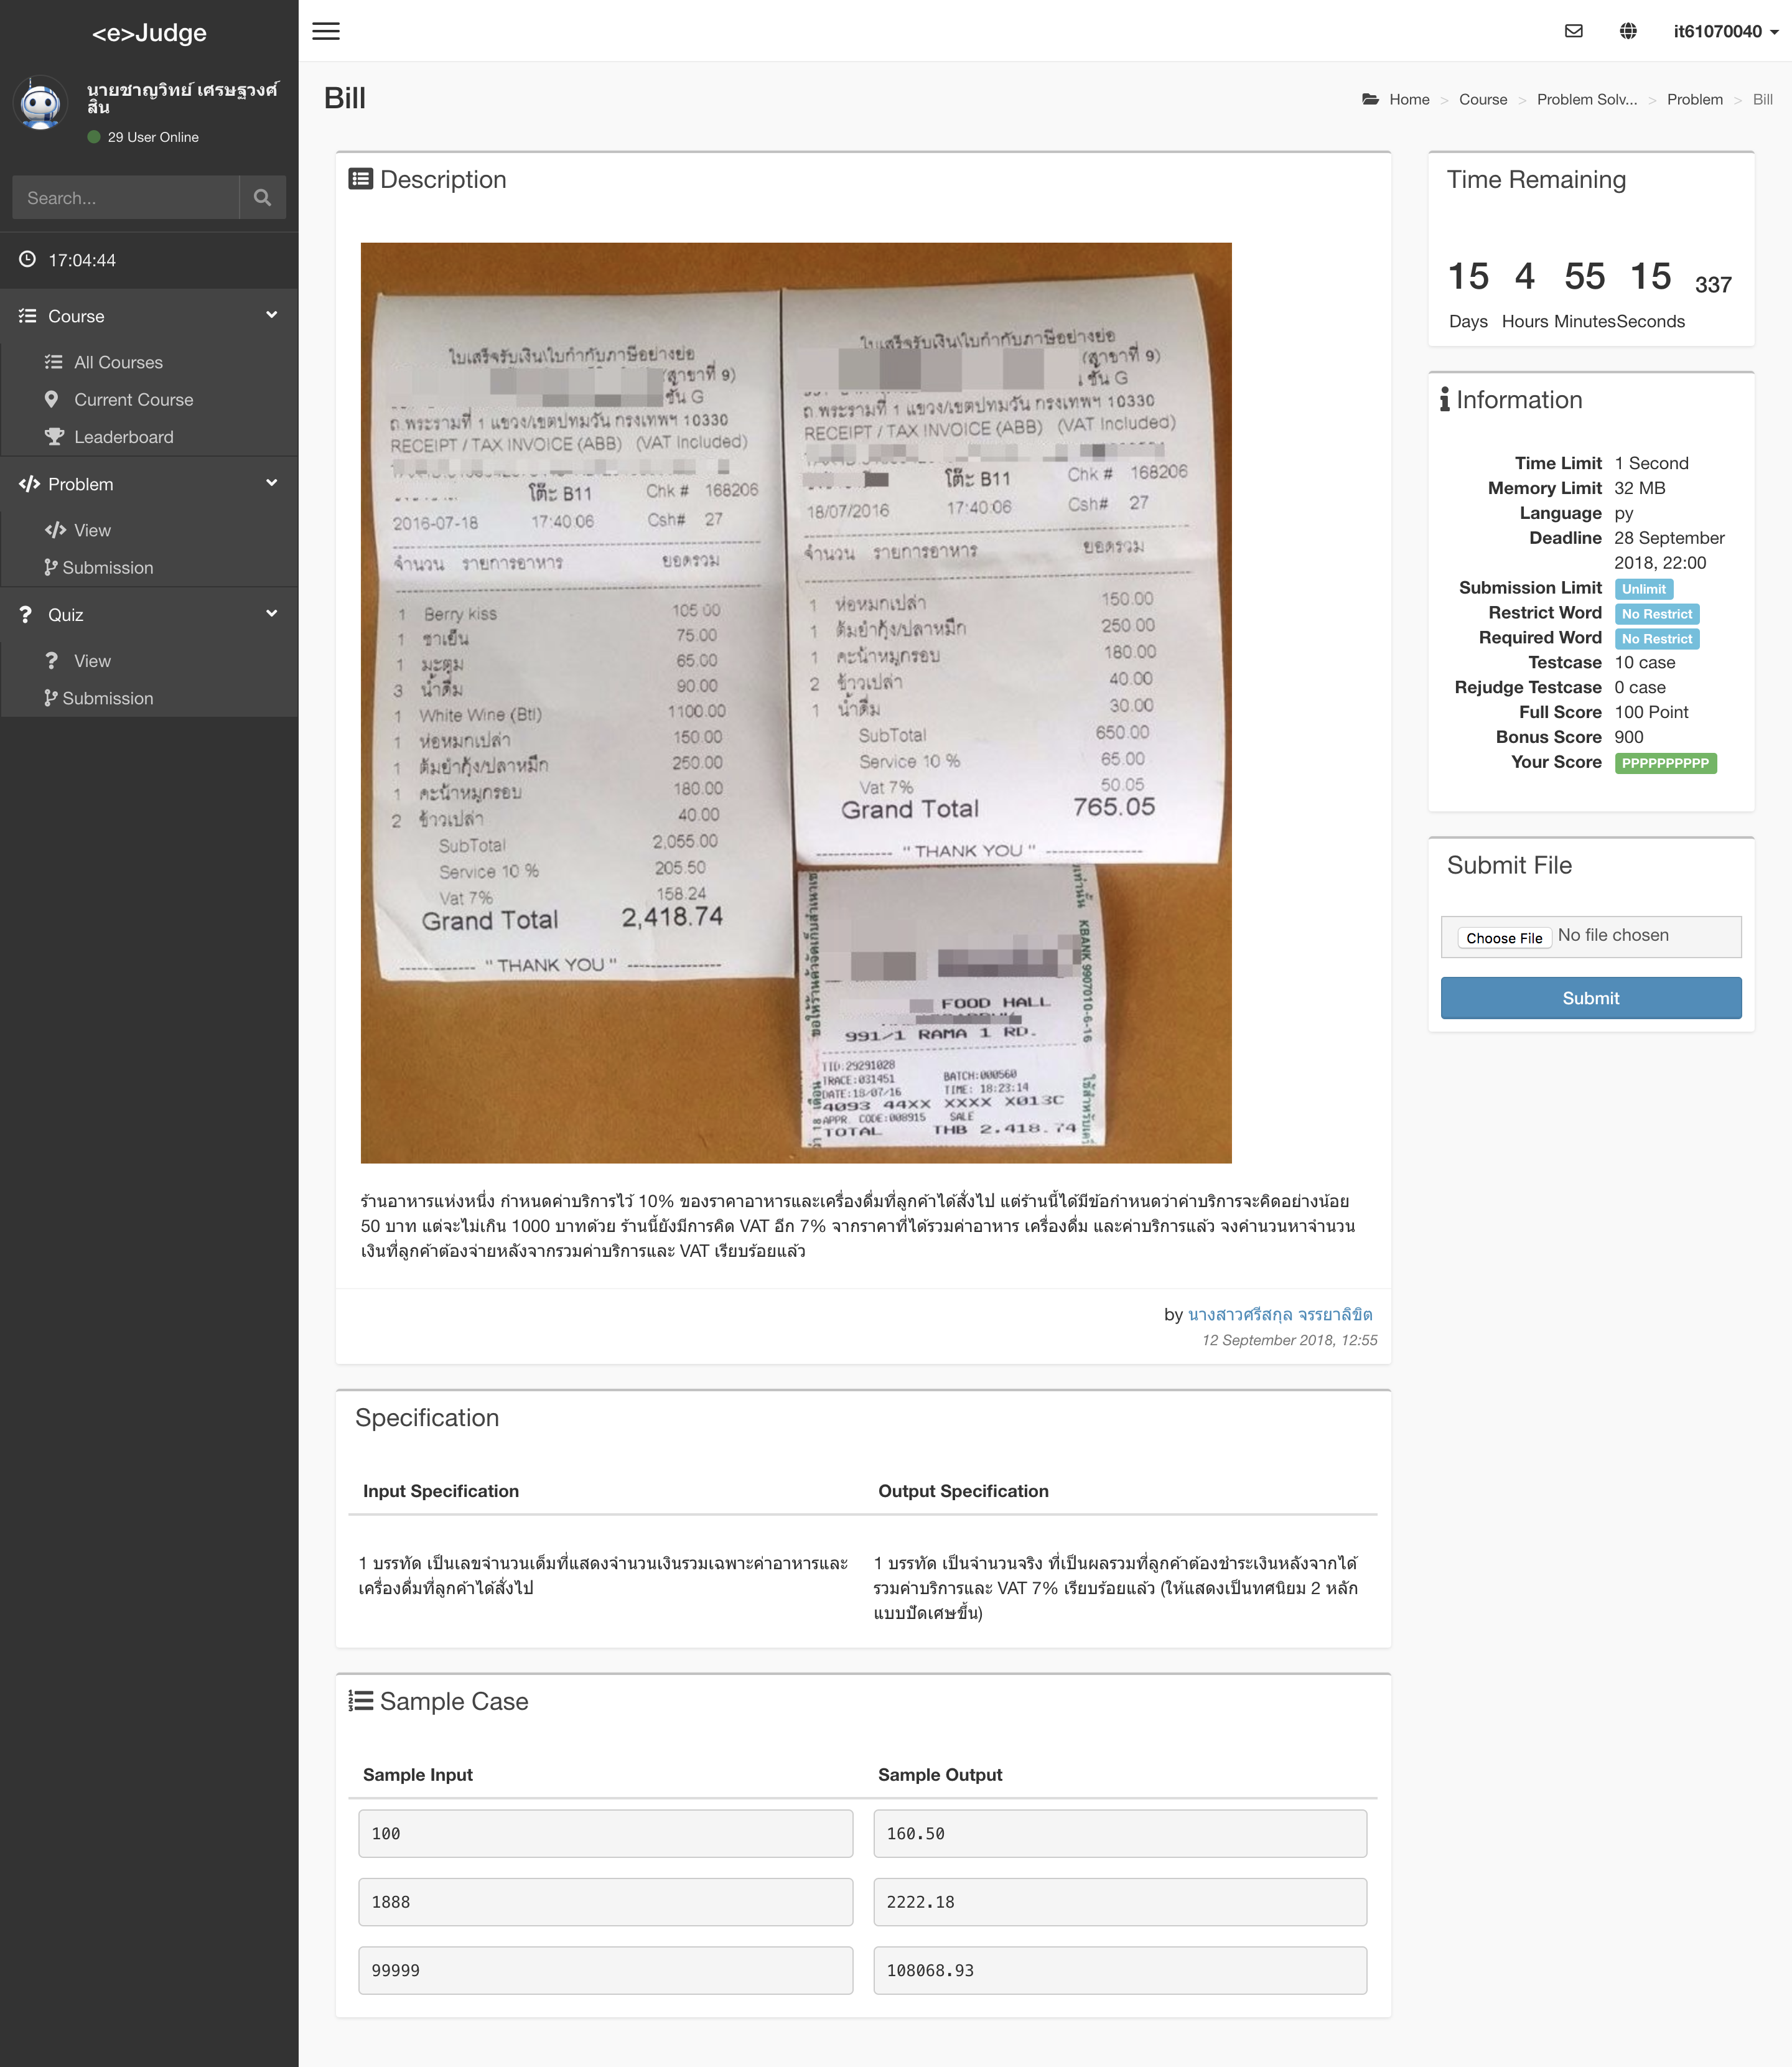 <e>Judge
นายชาญวิทย์ เศรษฐวงศ์
สิน
29 User Online
Search...
17:04:44
Course
All Courses
Current Course
Leaderboard
Problem
View
Submission
Quiz
View
Submission
it61070040
Bill
Home > Course > Problem Solv... > Problem > Bill
Description
ใบเสร็จรับเงิน\ใบกำกับภาษีอย่างย่อ
(สาขาที่ 9)
ชั้น G
ถ.พระรามที่ 1 แขวง/เขตปทุมวัน กรุงเทพฯ 10330
RECEIPT / TAX INVOICE (ABB) (VAT Included)
โต๊ะ B11 Chk # 168206
2016-07-18 17:40:06 Csh# 27
จำนวน รายการอาหาร ยอดรวม
1 Berry kiss 105.00
1 ชาเย็น 75.00
1 มะตูม 65.00
3 น้ำดื่ม 90.00
1 White Wine (Btl) 1100.00
1 ห่อหมกเปล่า 150.00
1 ต้มยำกุ้ง/ปลาหมึก 250.00
1 คะน้าหมูกรอบ 180.00
2 ข้าวเปล่า 40.00
SubTotal 2,055.00
Service 10 % 205.50
Vat 7% 158.24
Grand Total 2,418.74
" THANK YOU "
ใบเสร็จรับเงิน\ใบกำกับภาษีอย่างย่อ
(สาขาที่ 9)
ชั้น G
ถ.พระรามที่ 1 แขวง/เขตปทุมวัน กรุงเทพฯ 10330
RECEIPT / TAX INVOICE (ABB) (VAT Included)
โต๊ะ B11 Chk # 168206
18/07/2016 17:40:06 Csh# 27
จำนวน รายการอาหาร ยอดรวม
1 ห่อหมกเปล่า 150.00
1 ต้มยำกุ้ง/ปลาหมึก 250.00
1 คะน้าหมูกรอบ 180.00
2 ข้าวเปล่า 40.00
1 น้ำดื่ม 30.00
SubTotal 650.00
Service 10 % 65.00
Vat 7% 50.05
Grand Total 765.05
" THANK YOU "
FOOD HALL
991/1 RAMA 1 RD.
TID:29291028
TRACE:031451 BATCH:000560
DATE:18/07/16 TIME: 18:23:14
4093 44XX XXXX X013C
APPR. CODE:008915 SALE
TOTAL THB 2,418.74
KBANK 9907010-6-16
ร้านอาหารแห่งหนึ่ง กำหนดค่าบริการไว้ 10% ของราคาอาหารและเครื่องดื่มที่ลูกค้าได้สั่งไป แต่ร้านนี้ได้มีข้อกำหนดว่าค่าบริการจะคิดอย่างน้อย
50 บาท แต่จะไม่เกิน 1000 บาทด้วย ร้านนี้ยังมีการคิด VAT อีก 7% จากราคาที่ได้รวมค่าอาหาร เครื่องดื่ม และค่าบริการแล้ว จงคำนวนหาจำนวน
เงินที่ลูกค้าต้องจ่ายหลังจากรวมค่าบริการและ VAT เรียบร้อยแล้ว
by นางสาวศรีสกุล จรรยาลิขิต
12 September 2018, 12:55
Specification
Input Specification
1 บรรทัด เป็นเลขจำนวนเต็มที่แสดงจำนวนเงินรวมเฉพาะค่าอาหารและ
เครื่องดื่มที่ลูกค้าได้สั่งไป
Output Specification
1 บรรทัด เป็นจำนวนจริง ที่เป็นผลรวมที่ลูกค้าต้องชำระเงินหลังจากได้
รวมค่าบริการและ VAT 7% เรียบร้อยแล้ว (ให้แสดงเป็นทศนิยม 2 หลัก
แบบปัดเศษขึ้น)
Sample Case
Sample Input Sample Output
100 160.50
1888 2222.18
99999 108068.93
Time Remaining
15 4 55 15 337
Days Hours Minutes Seconds
Information
Time Limit 1 Second
Memory Limit 32 MB
Language py
Deadline 28 September
2018, 22:00
Submission Limit Unlimit
Restrict Word No Restrict
Required Word No Restrict
Testcase 10 case
Rejudge Testcase 0 case
Full Score 100 Point
Bonus Score 900
Your Score PPPPPPPPPP
Submit File
Choose File No file chosen
Submit